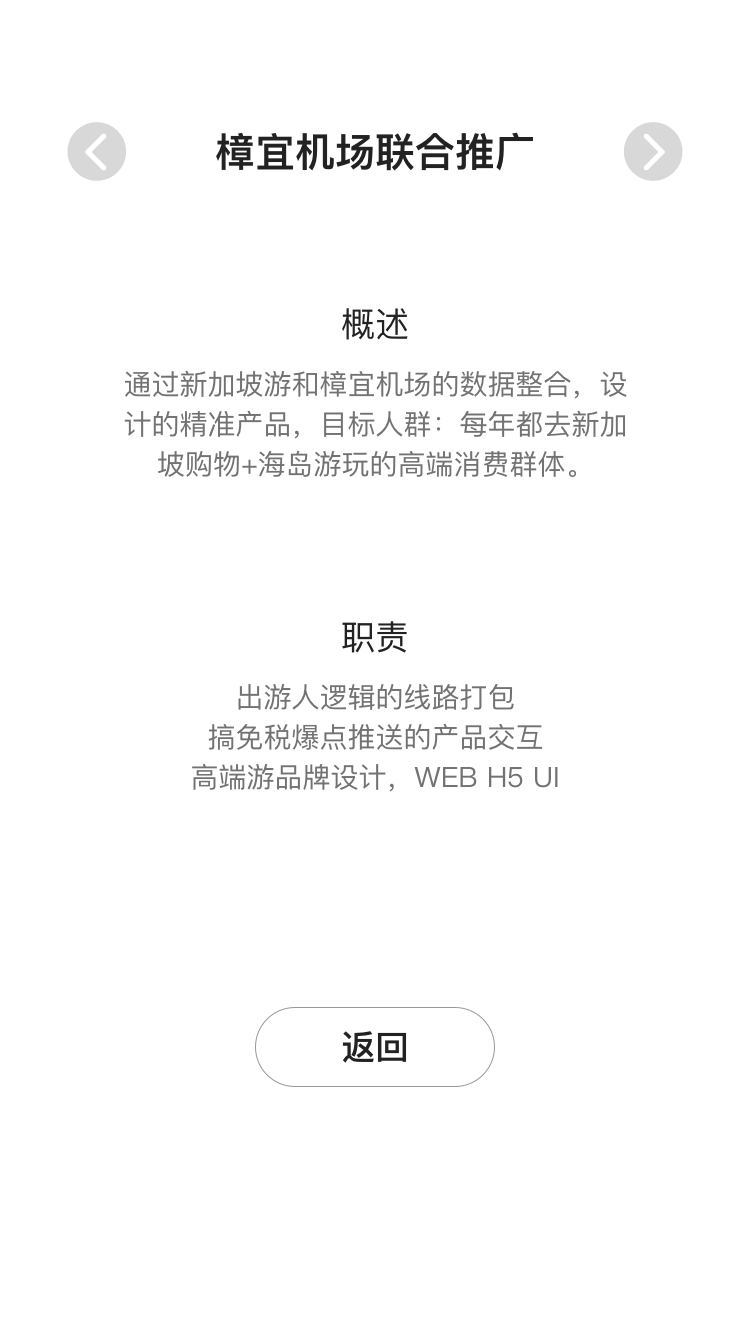 樟宜机场联合推广
概述
通过新加坡游和樟宜机场的数据整合，设
计的精准产品，目标人群：每年都去新加
坡购物+海岛游玩的高端消费群体。
职责
出游人逻辑的线路打包
搞免税爆点推送的产品交互
高端游品牌设计，WEB H5 UI
返回